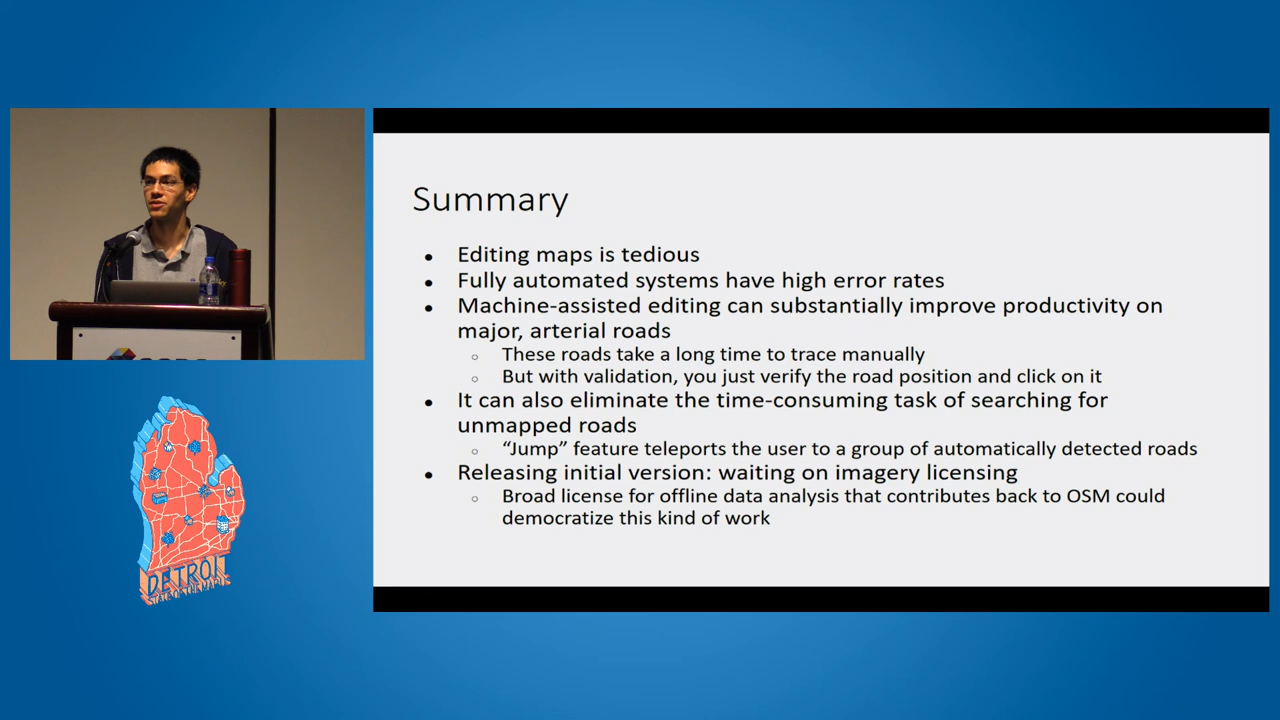 Summary
● Editing maps is tedious
● Fully automated systems have high error rates
● Machine-assisted editing can substantially improve productivity on
major, arterial roads
○ These roads take a long time to trace manually
○ But with validation, you just verify the road position and click on it
● It can also eliminate the time-consuming task of searching for
unmapped roads
○ “Jump” feature teleports the user to a group of automatically detected roads
● Releasing initial version: waiting on imagery licensing
○ Broad license for offline data analysis that contributes back to OSM could
democratize this kind of work
DETROIT
STATE OF THE MAP